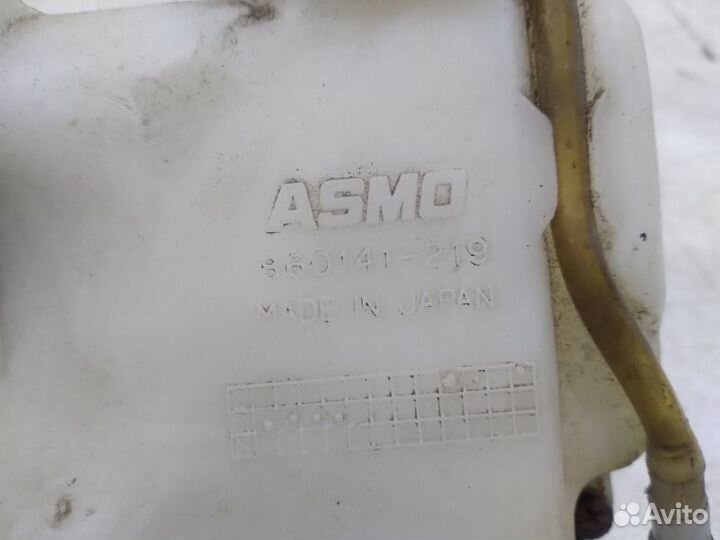 ASMO
860141-219
MADE IN JAPAN
Avito